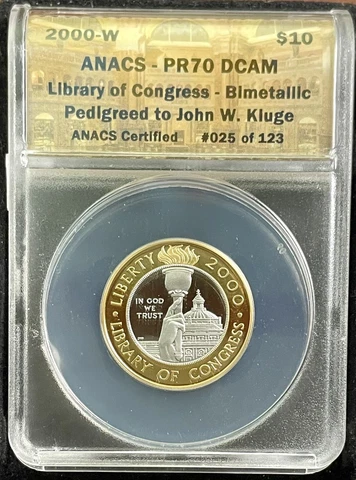 2000-W $10
ANACS - PR70 DCAM
Library of Congress - Bimetallic
Pedigreed to John W. Kluge
ANACS Certified #025 of 123
LIBERTY 2000
IN GOD
WE
TRUST
LIBRARY OF CONGRESS